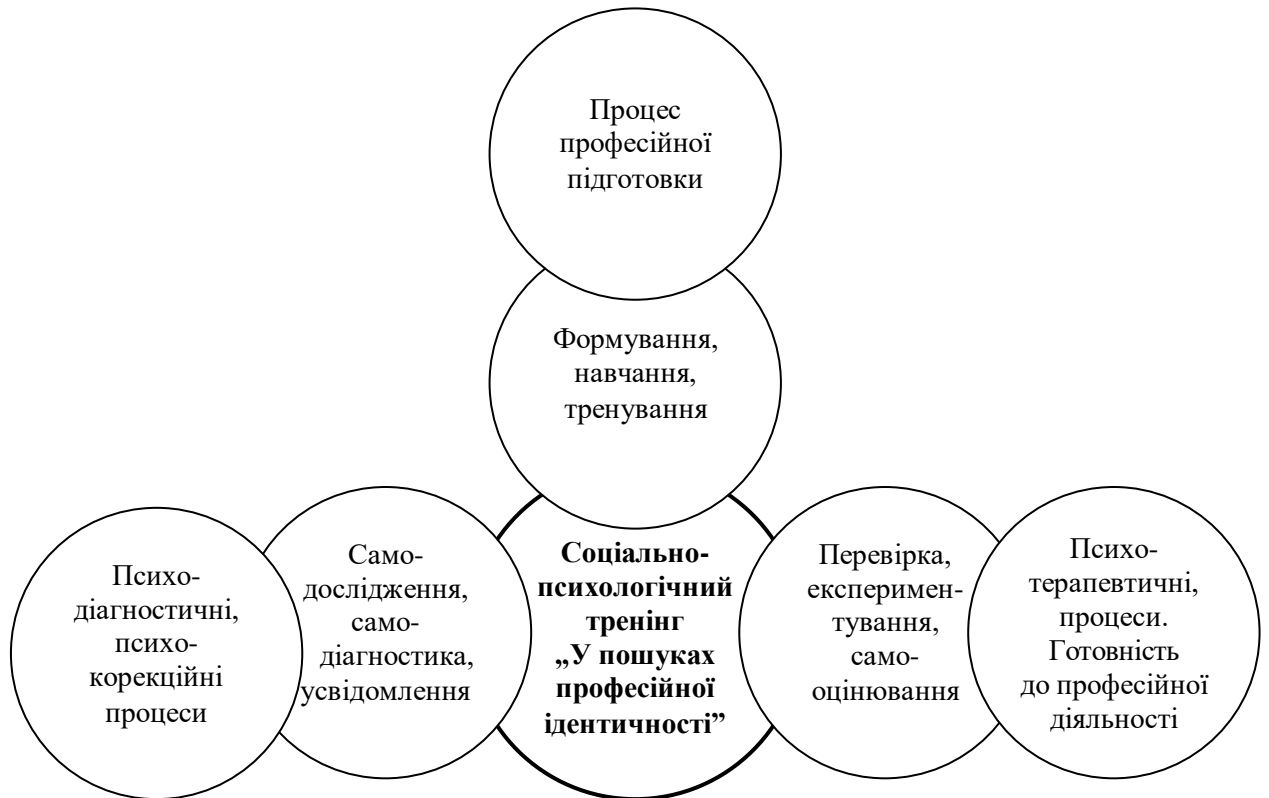 Процес
професійної
підготовки
Формування,
навчання,
тренування
Психо-
діагностичні,
психо-
корекційні
процеси
Само-
дослідження,
само-
діагностика,
усвідомлення
Соціально-
психологічний
тренінг
„У пошуках
професійної
ідентичності”
Перевірка,
експеримен-
тування,
само-
оцінювання
Психо-
терапевтичні,
процеси.
Готовність
до професійної
діяльності